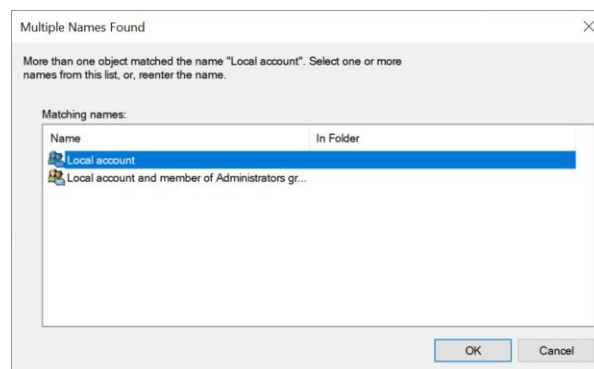 Multiple Names Found
More than one object matched the name "Local account". Select one or more
names from this list, or, reenter the name.
Matching names:
Name In Folder
Local account
Local account and member of Administrators gr...
OK Cancel